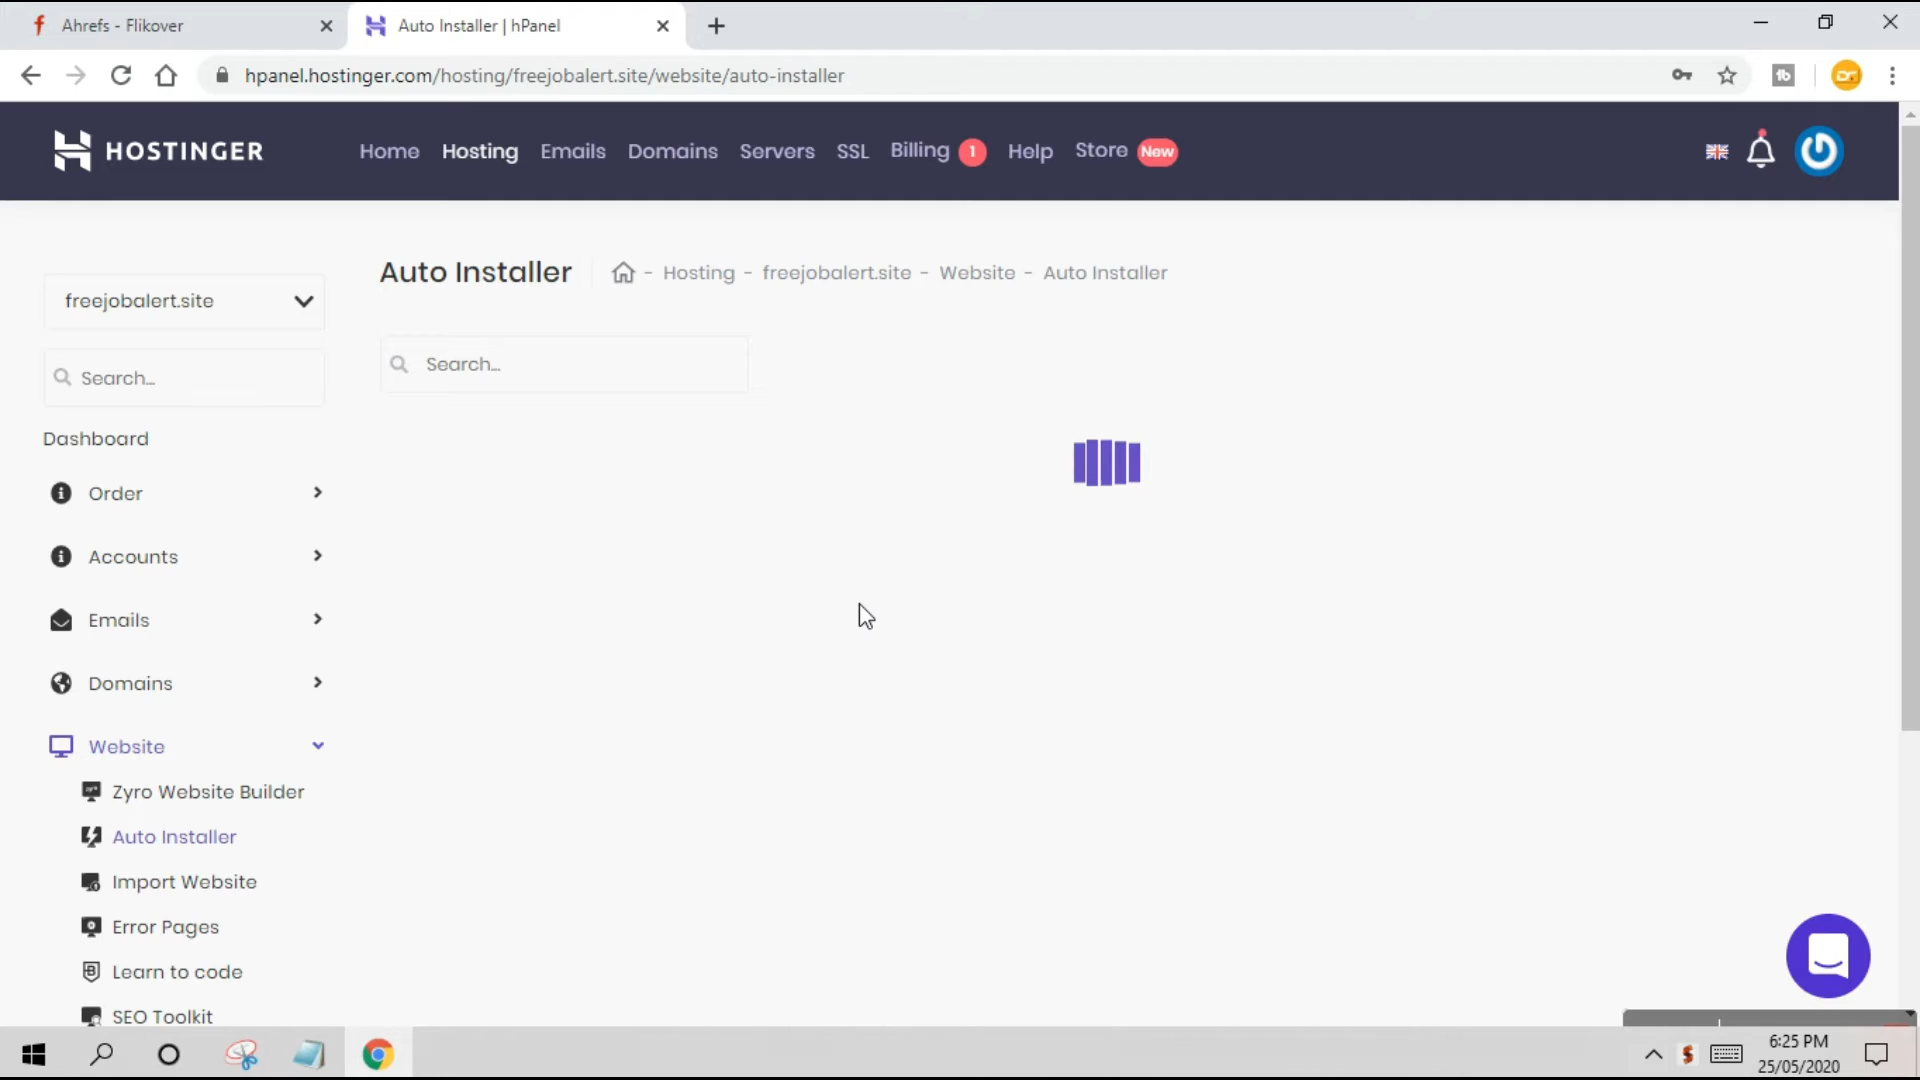 Ahrefs - Flikover
Auto Installer | hPanel
hpanel.hostinger.com/hosting/freejobalert.site/website/auto-installer
HOSTINGER
Home Hosting Emails Domains Servers SSL Billing 1 Help Store New
Auto Installer
- Hosting - freejobalert.site - Website - Auto Installer
freejobalert.site
Search...
Search...
Dashboard
Order
Accounts
Emails
Domains
Website
Zyro Website Builder
Auto Installer
Import Website
Error Pages
Learn to code
SEO Toolkit
6:25 PM
25/05/2020